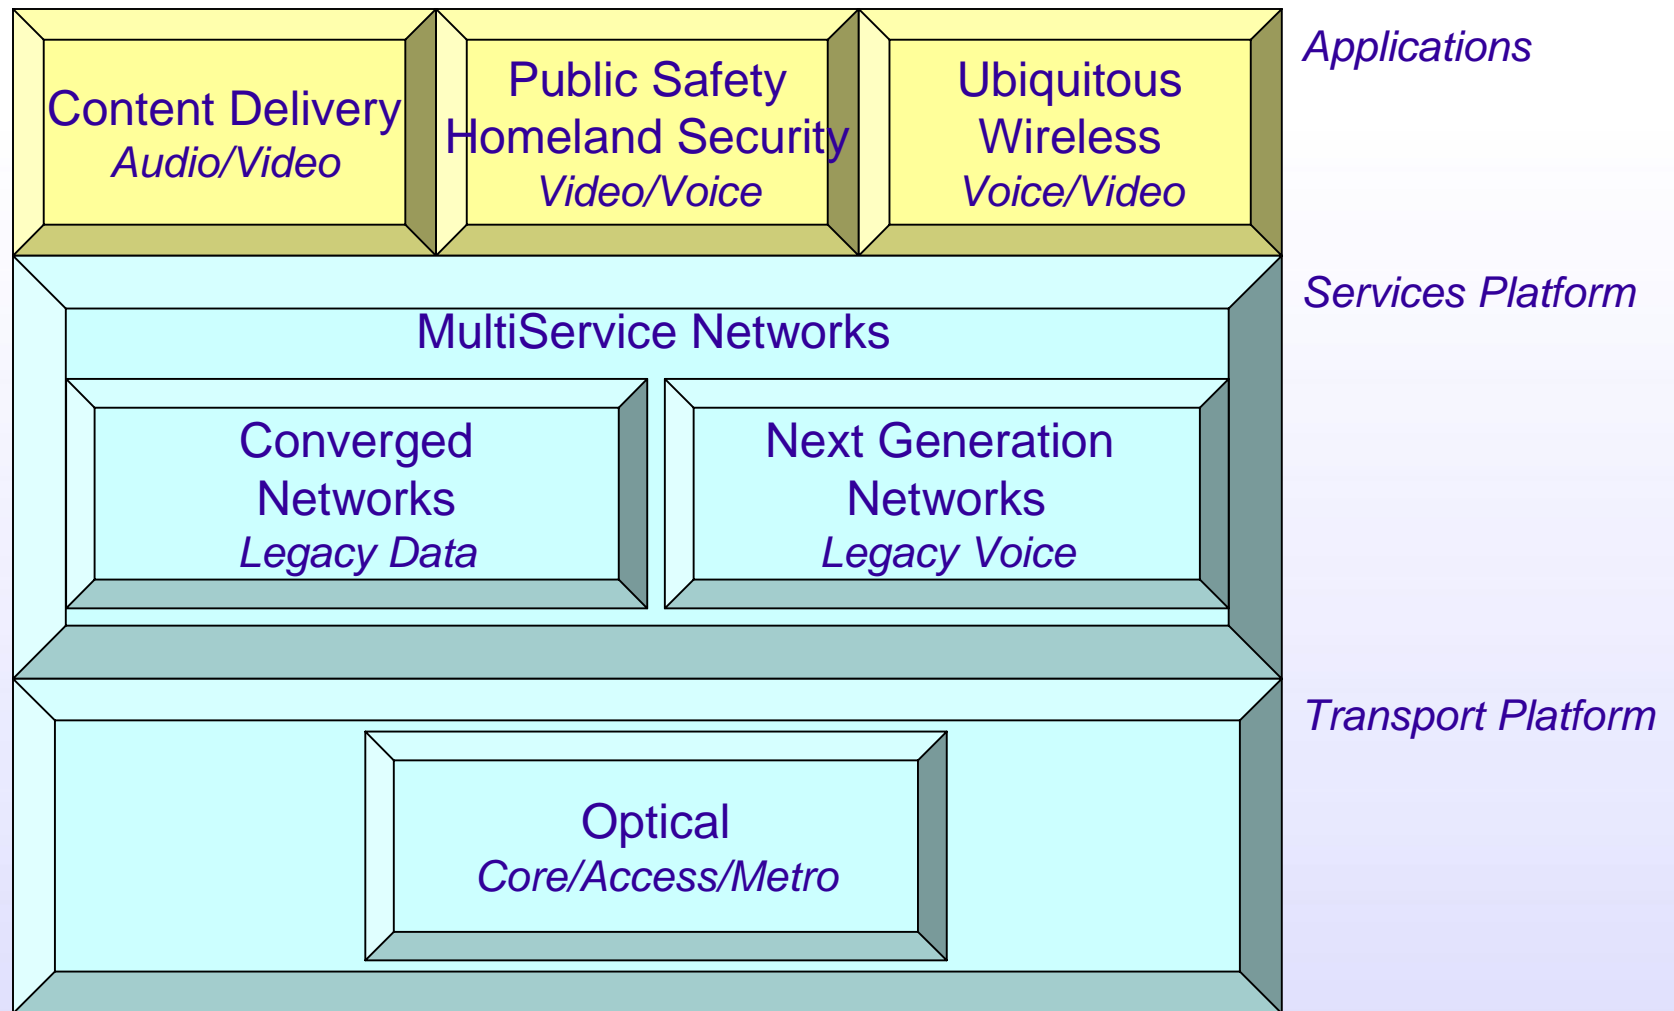 Content Delivery
Audio/Video
Public Safety
Homeland Security
Video/Voice
Ubiquitous
Wireless
Voice/Video
Applications
MultiService Networks
Services Platform
Converged
Networks
Legacy Data
Next Generation
Networks
Legacy Voice
Transport Platform
Optical
Core/Access/Metro